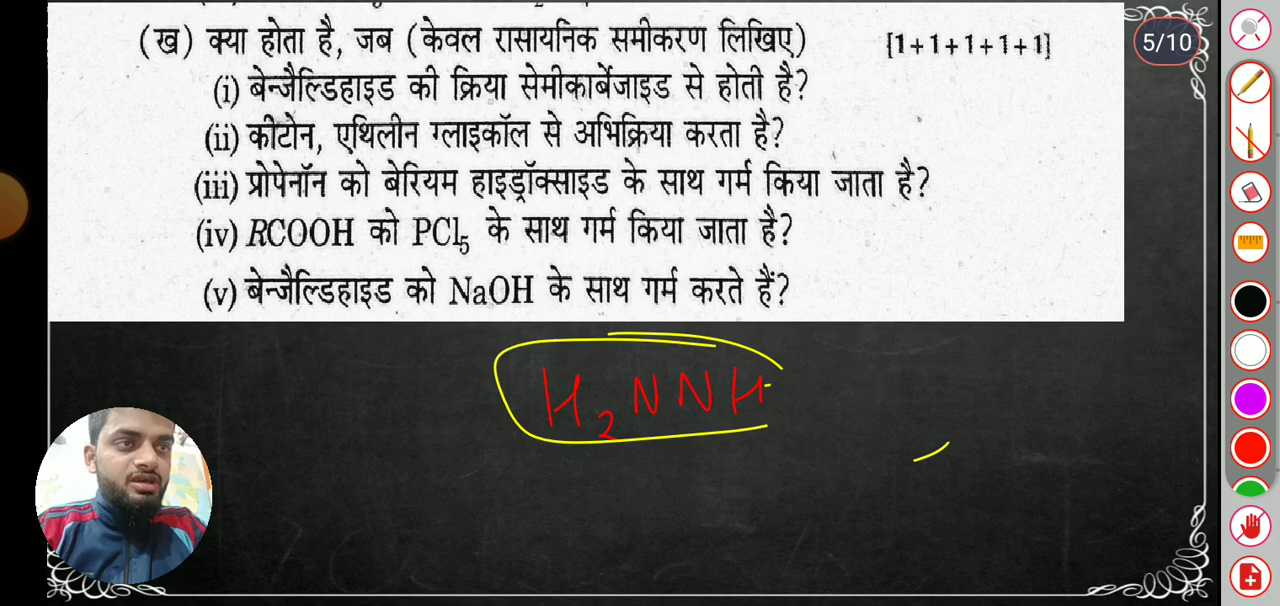 (ख) क्या होता है, जब (केवल रासायनिक समीकरण लिखिए) [1+1+1+1+1]
(i) बेन्जैल्डिहाइड की क्रिया सेमीकार्बेजाइड से होती है?
(ii) कीटोन, एथिलीन ग्लाइकॉल से अभिक्रिया करता है?
(iii) प्रोपेनॉन को बेरियम हाइड्रॉक्साइड के साथ गर्म किया जाता है?
(iv) RCOOH को PCl5 के साथ गर्म किया जाता है?
(v) बेन्जैल्डिहाइड को NaOH के साथ गर्म करते हैं?
5/10
H2NNH